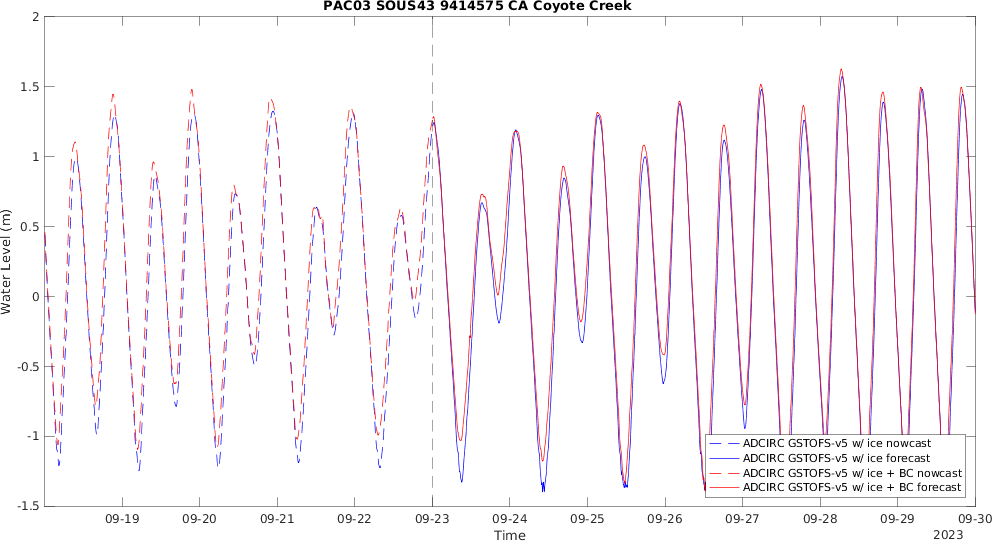 PAC03 SOUS43 9414575 CA Coyote Creek
Water Level (m)
2
1.5
1
0.5
0
-0.5
-1
-1.5
ADCIRC GSTOFS-v5 w/ ice nowcast
ADCIRC GSTOFS-v5 w/ ice forecast
ADCIRC GSTOFS-v5 w/ ice + BC nowcast
ADCIRC GSTOFS-v5 w/ ice + BC forecast
09-19 09-20 09-21 09-22 09-23 09-24 09-25 09-26 09-27 09-28 09-29 09-30
Time
2023